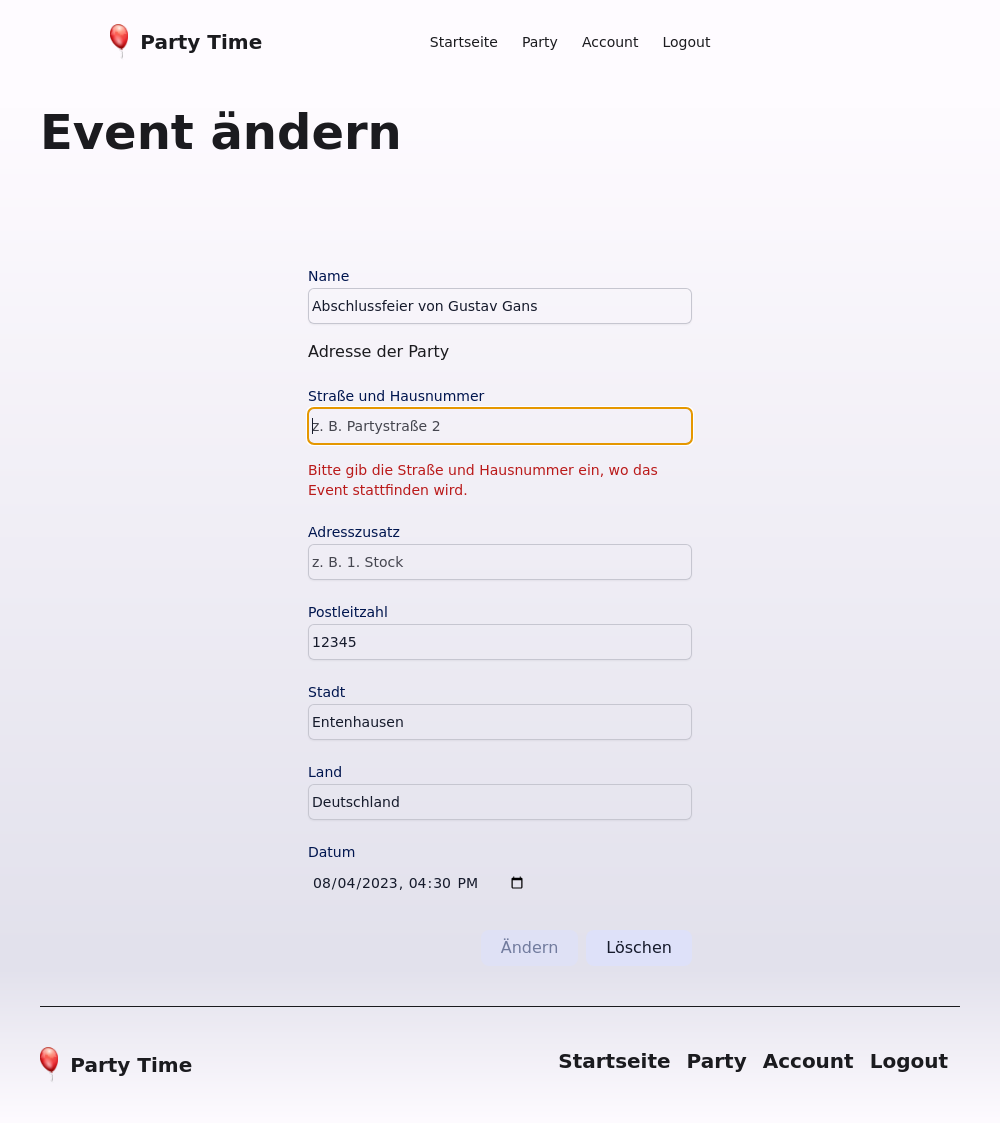 Party Time
Startseite Party Account Logout
Event ändern
Name
Abschlussfeier von Gustav Gans
Adresse der Party
Straße und Hausnummer
z. B. Partystraße 2
Bitte gib die Straße und Hausnummer ein, wo das
Event stattfinden wird.
Adresszusatz
z. B. 1. Stock
Postleitzahl
12345
Stadt
Entenhausen
Land
Deutschland
Datum
08/04/2023, 04:30 PM
Ändern Löschen
Party Time
Startseite Party Account Logout